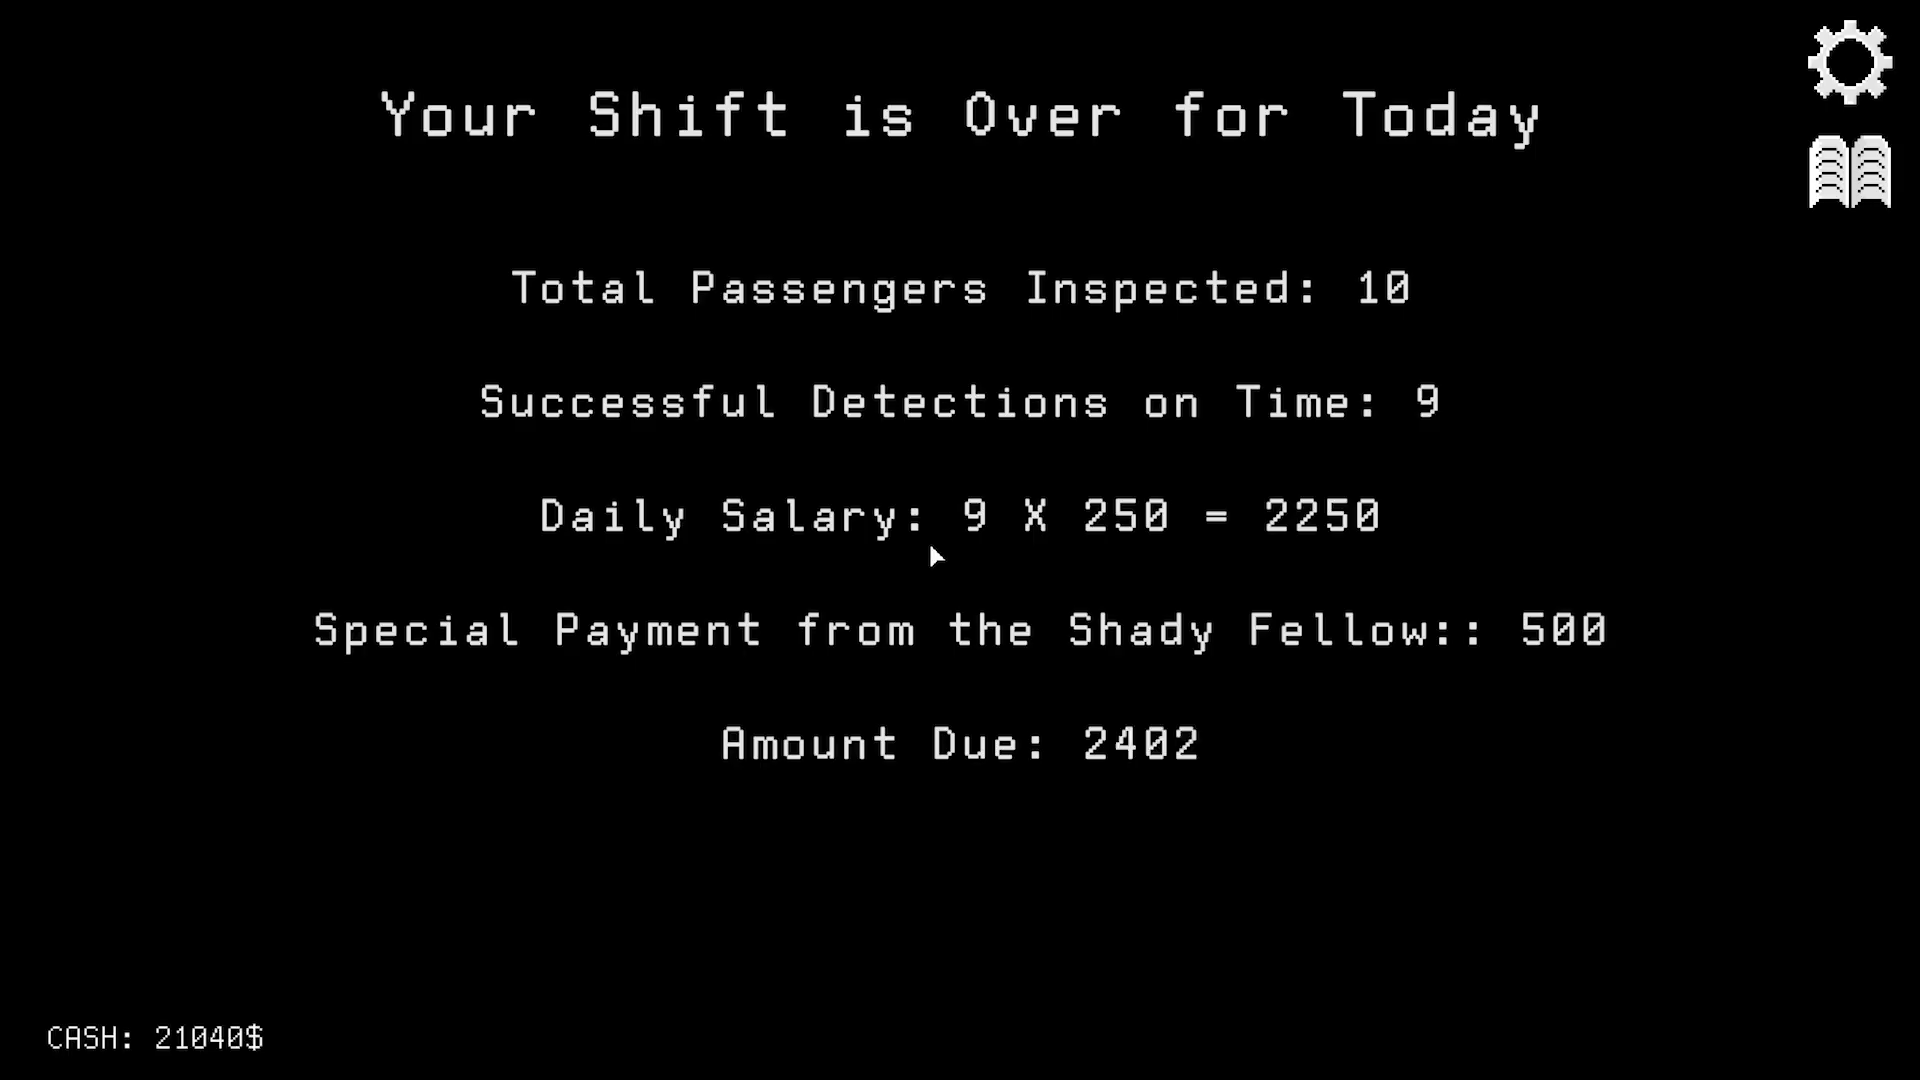 Your Shift is Over for Today
Total Passengers Inspected: 10
Successful Detections on Time: 9
Daily Salary: 9 X 250 = 2250
Special Payment from the Shady Fellow:: 500
Amount Due: 2402
CASH: 21040$